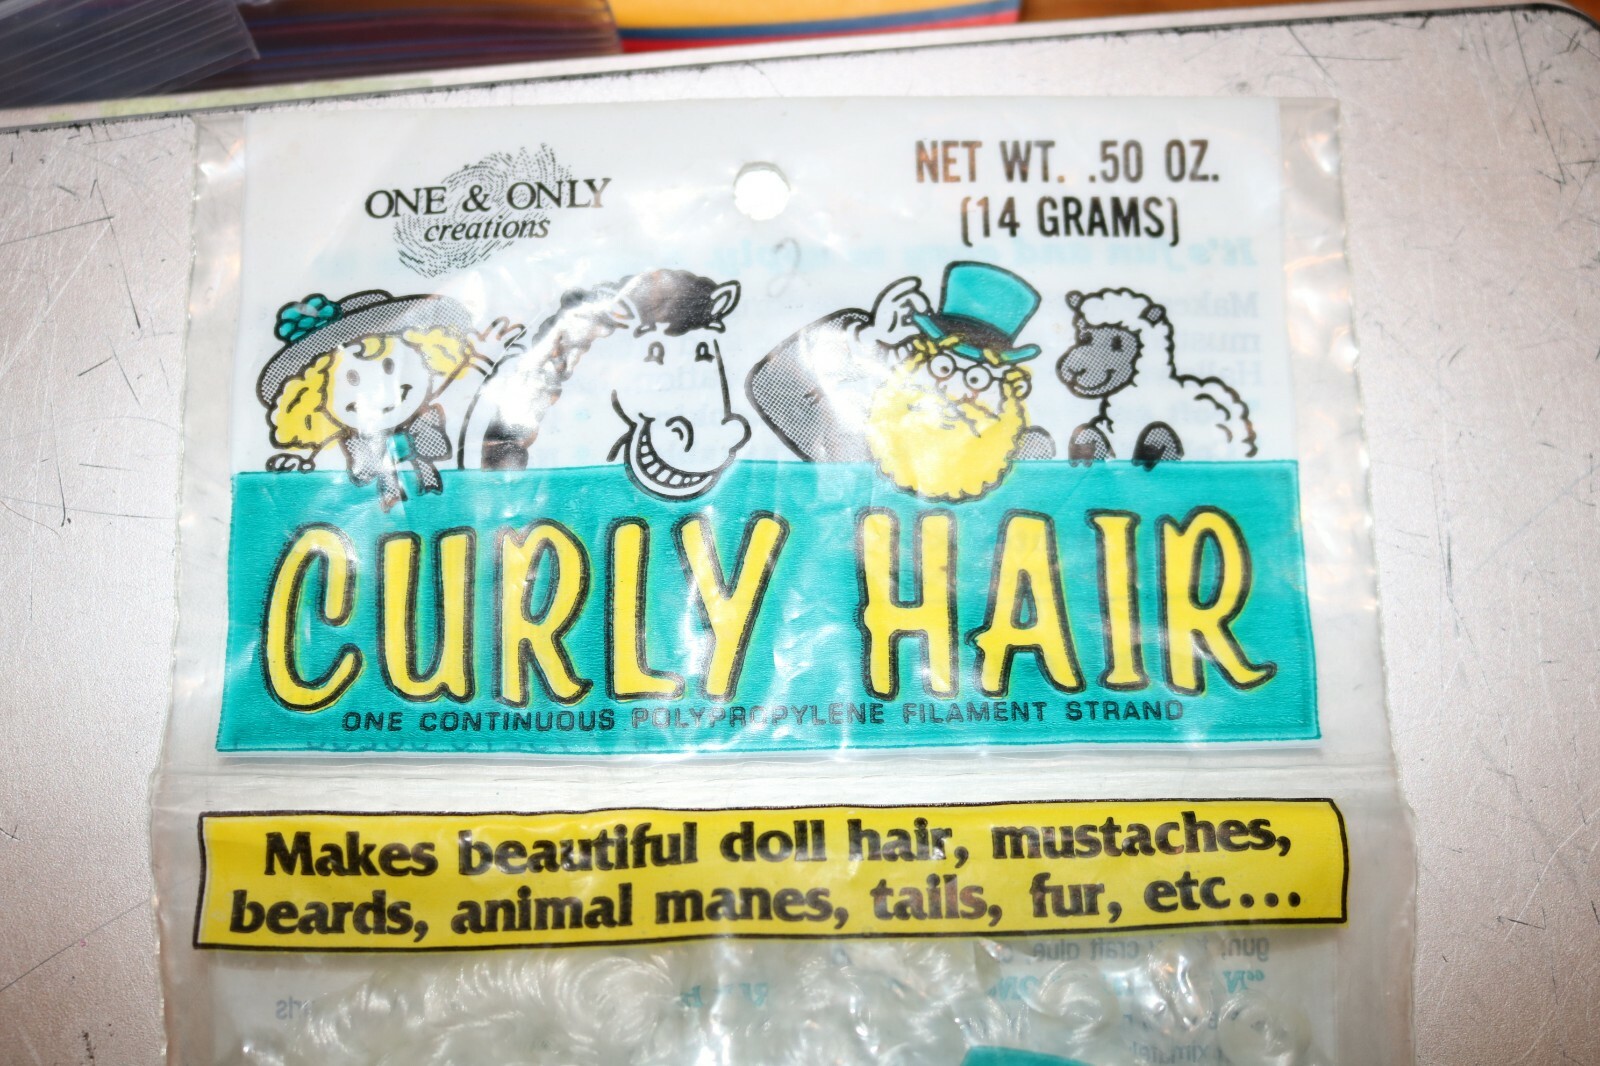 ONE & ONLY
creations
NET WT. .50 OZ.
(14 GRAMS)
CURLY HAIR
ONE CONTINUOUS POLYPROPYLENE FILAMENT STRAND
Makes beautiful doll hair, mustaches,
beards, animal manes, tails, fur, etc...